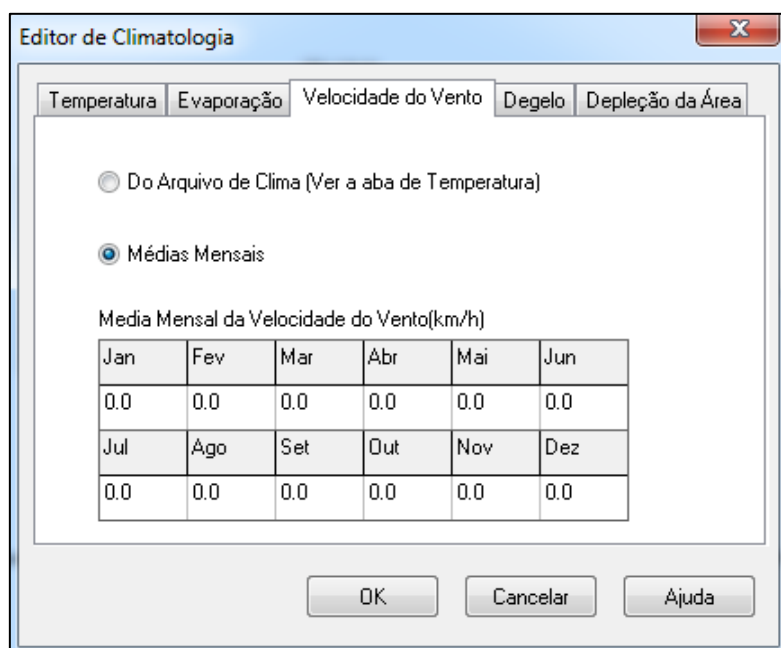 Editor de Climatologia
Temperatura Evaporação Velocidade do Vento Degelo Depleção da Área
Do Arquivo de Clima (Ver a aba de Temperatura)
Médias Mensais
Media Mensal da Velocidade do Vento(km/h)
Jan Fev Mar Abr Mai Jun
0.0 0.0 0.0 0.0 0.0 0.0
Jul Ago Set Out Nov Dez
0.0 0.0 0.0 0.0 0.0 0.0
OK Cancelar Ajuda